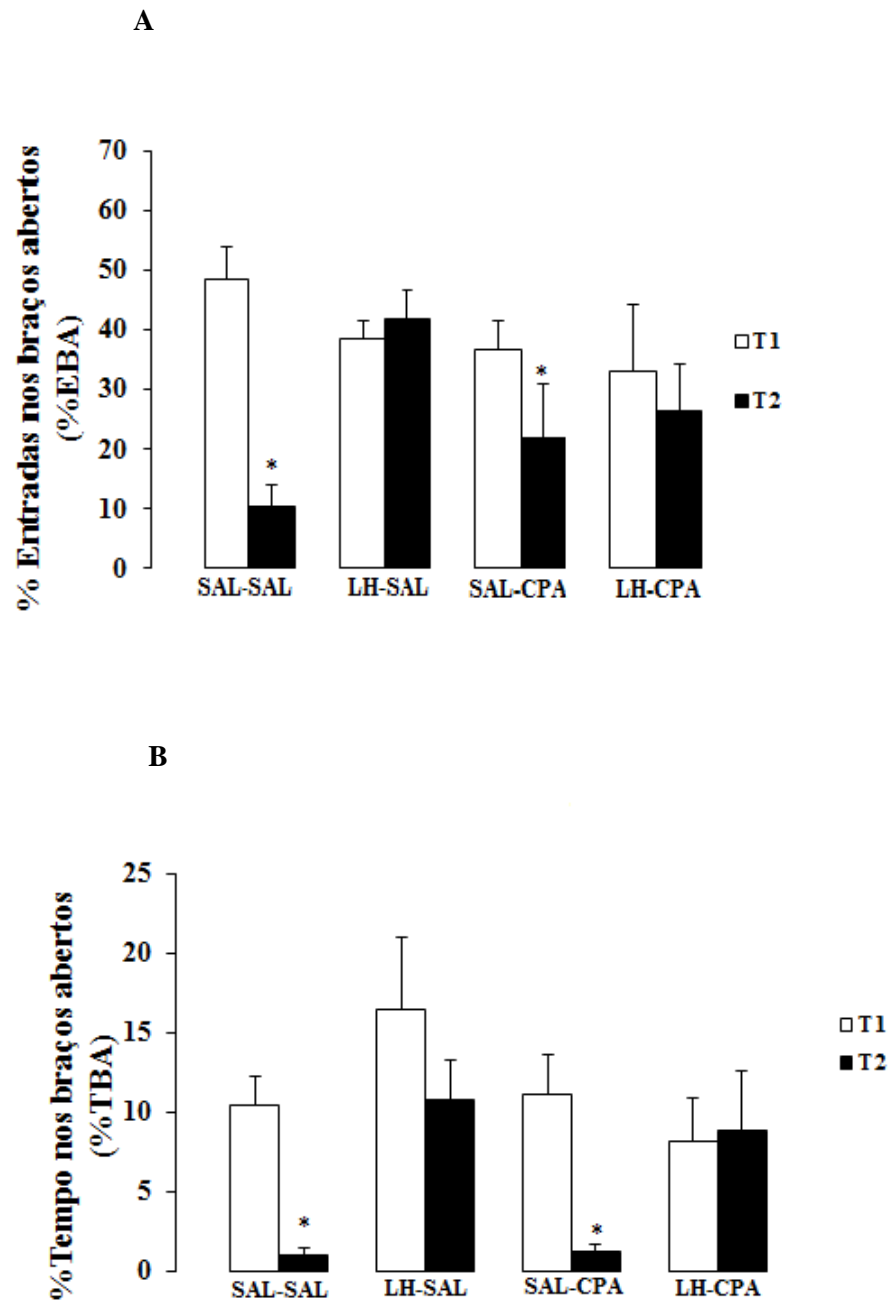 A
% Entradas nos braços abertos
(%EBA)
70
60
50
40
30
20
10
0
*
*
SAL-SAL LH-SAL SAL-CPA LH-CPA
T1
T2
B
%Tempo nos braços abertos
(%TBA)
25
20
15
10
5
0
*
*
SAL-SAL LH-SAL SAL-CPA LH-CPA
T1
T2